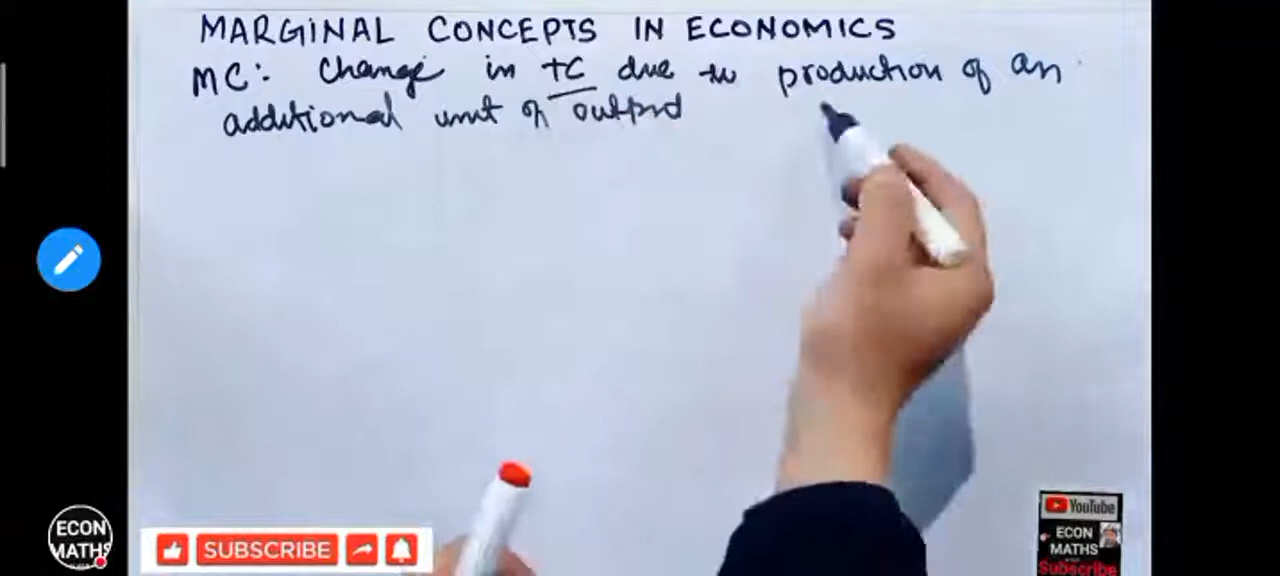 MARGINAL CONCEPTS IN ECONOMICS
MC: Change in TC due to production of an
additional unit of output
ECON
MATHS
SUBSCRIBE
YouTube
ECON
MATHS
Subscribe